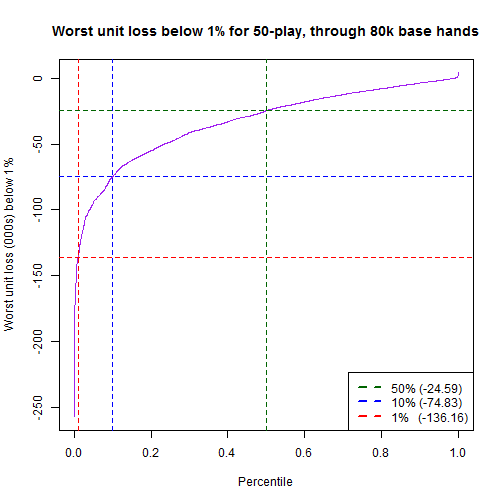 Worst unit loss below 1% for 50-play, through 80k base hands
Worst unit loss (000s) below 1%
0
-50
-100
-150
-200
-250
50% (-24.59)
10% (-74.83)
1% (-136.16)
0.0 0.2 0.4 0.6 0.8 1.0
Percentile